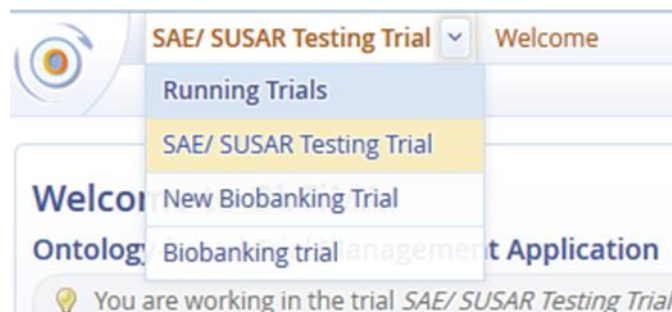 SAE/ SUSAR Testing Trial Welcome
Running Trials
SAE/ SUSAR Testing Trial
New Biobanking Trial
Biobanking trial
Welco
Ontology Management Application
You are working in the trial SAE/ SUSAR Testing Trial